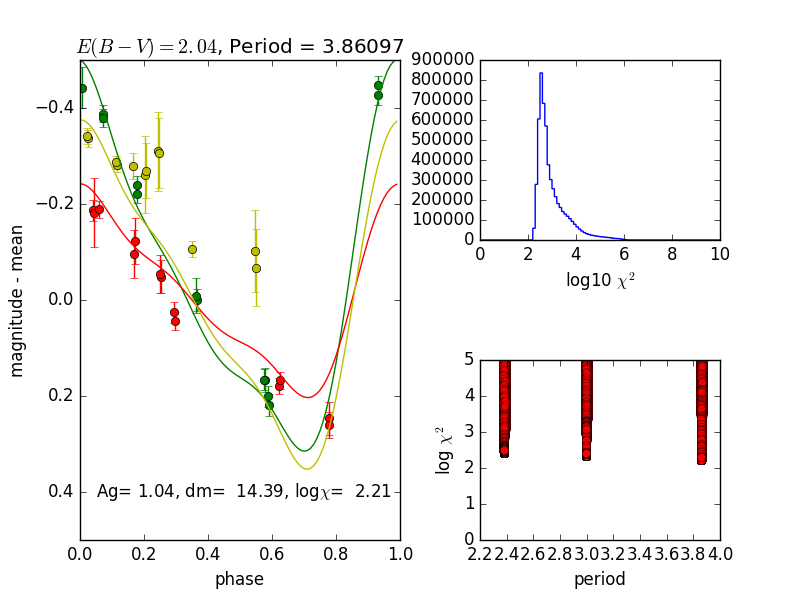 E(B − V) = 2.04, Period = 3.86097
−0.4
−0.2
0.0
0.2
0.4
magnitude - mean
Ag= 1.04, dm=  14.39, logχ=  2.21
0.0 0.2 0.4 0.6 0.8 1.0
phase
900000
800000
700000
600000
500000
400000
300000
200000
100000
0
0 2 4 6 8 10
log10 χ²
5
4
3
2
1
0
log χ²
2.2 2.4 2.6 2.8 3.0 3.2 3.4 3.6 3.8 4.0
period